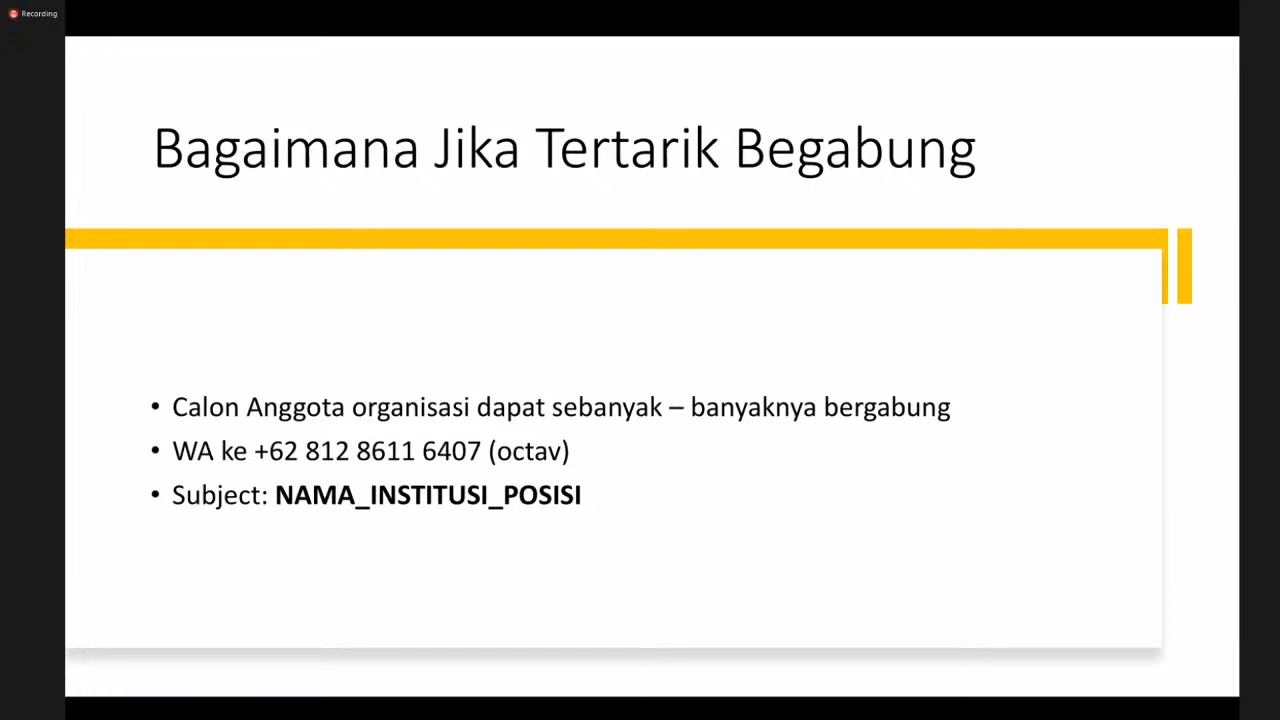 Recording
Bagaimana Jika Tertarik Begabung
• Calon Anggota organisasi dapat sebanyak – banyaknya bergabung
• WA ke +62 812 8611 6407 (octav)
• Subject: NAMA_INSTITUSI_POSISI